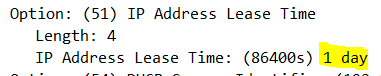 Option: (51) IP Address Lease Time
Length: 4
IP Address Lease Time: (86400s) 1 day